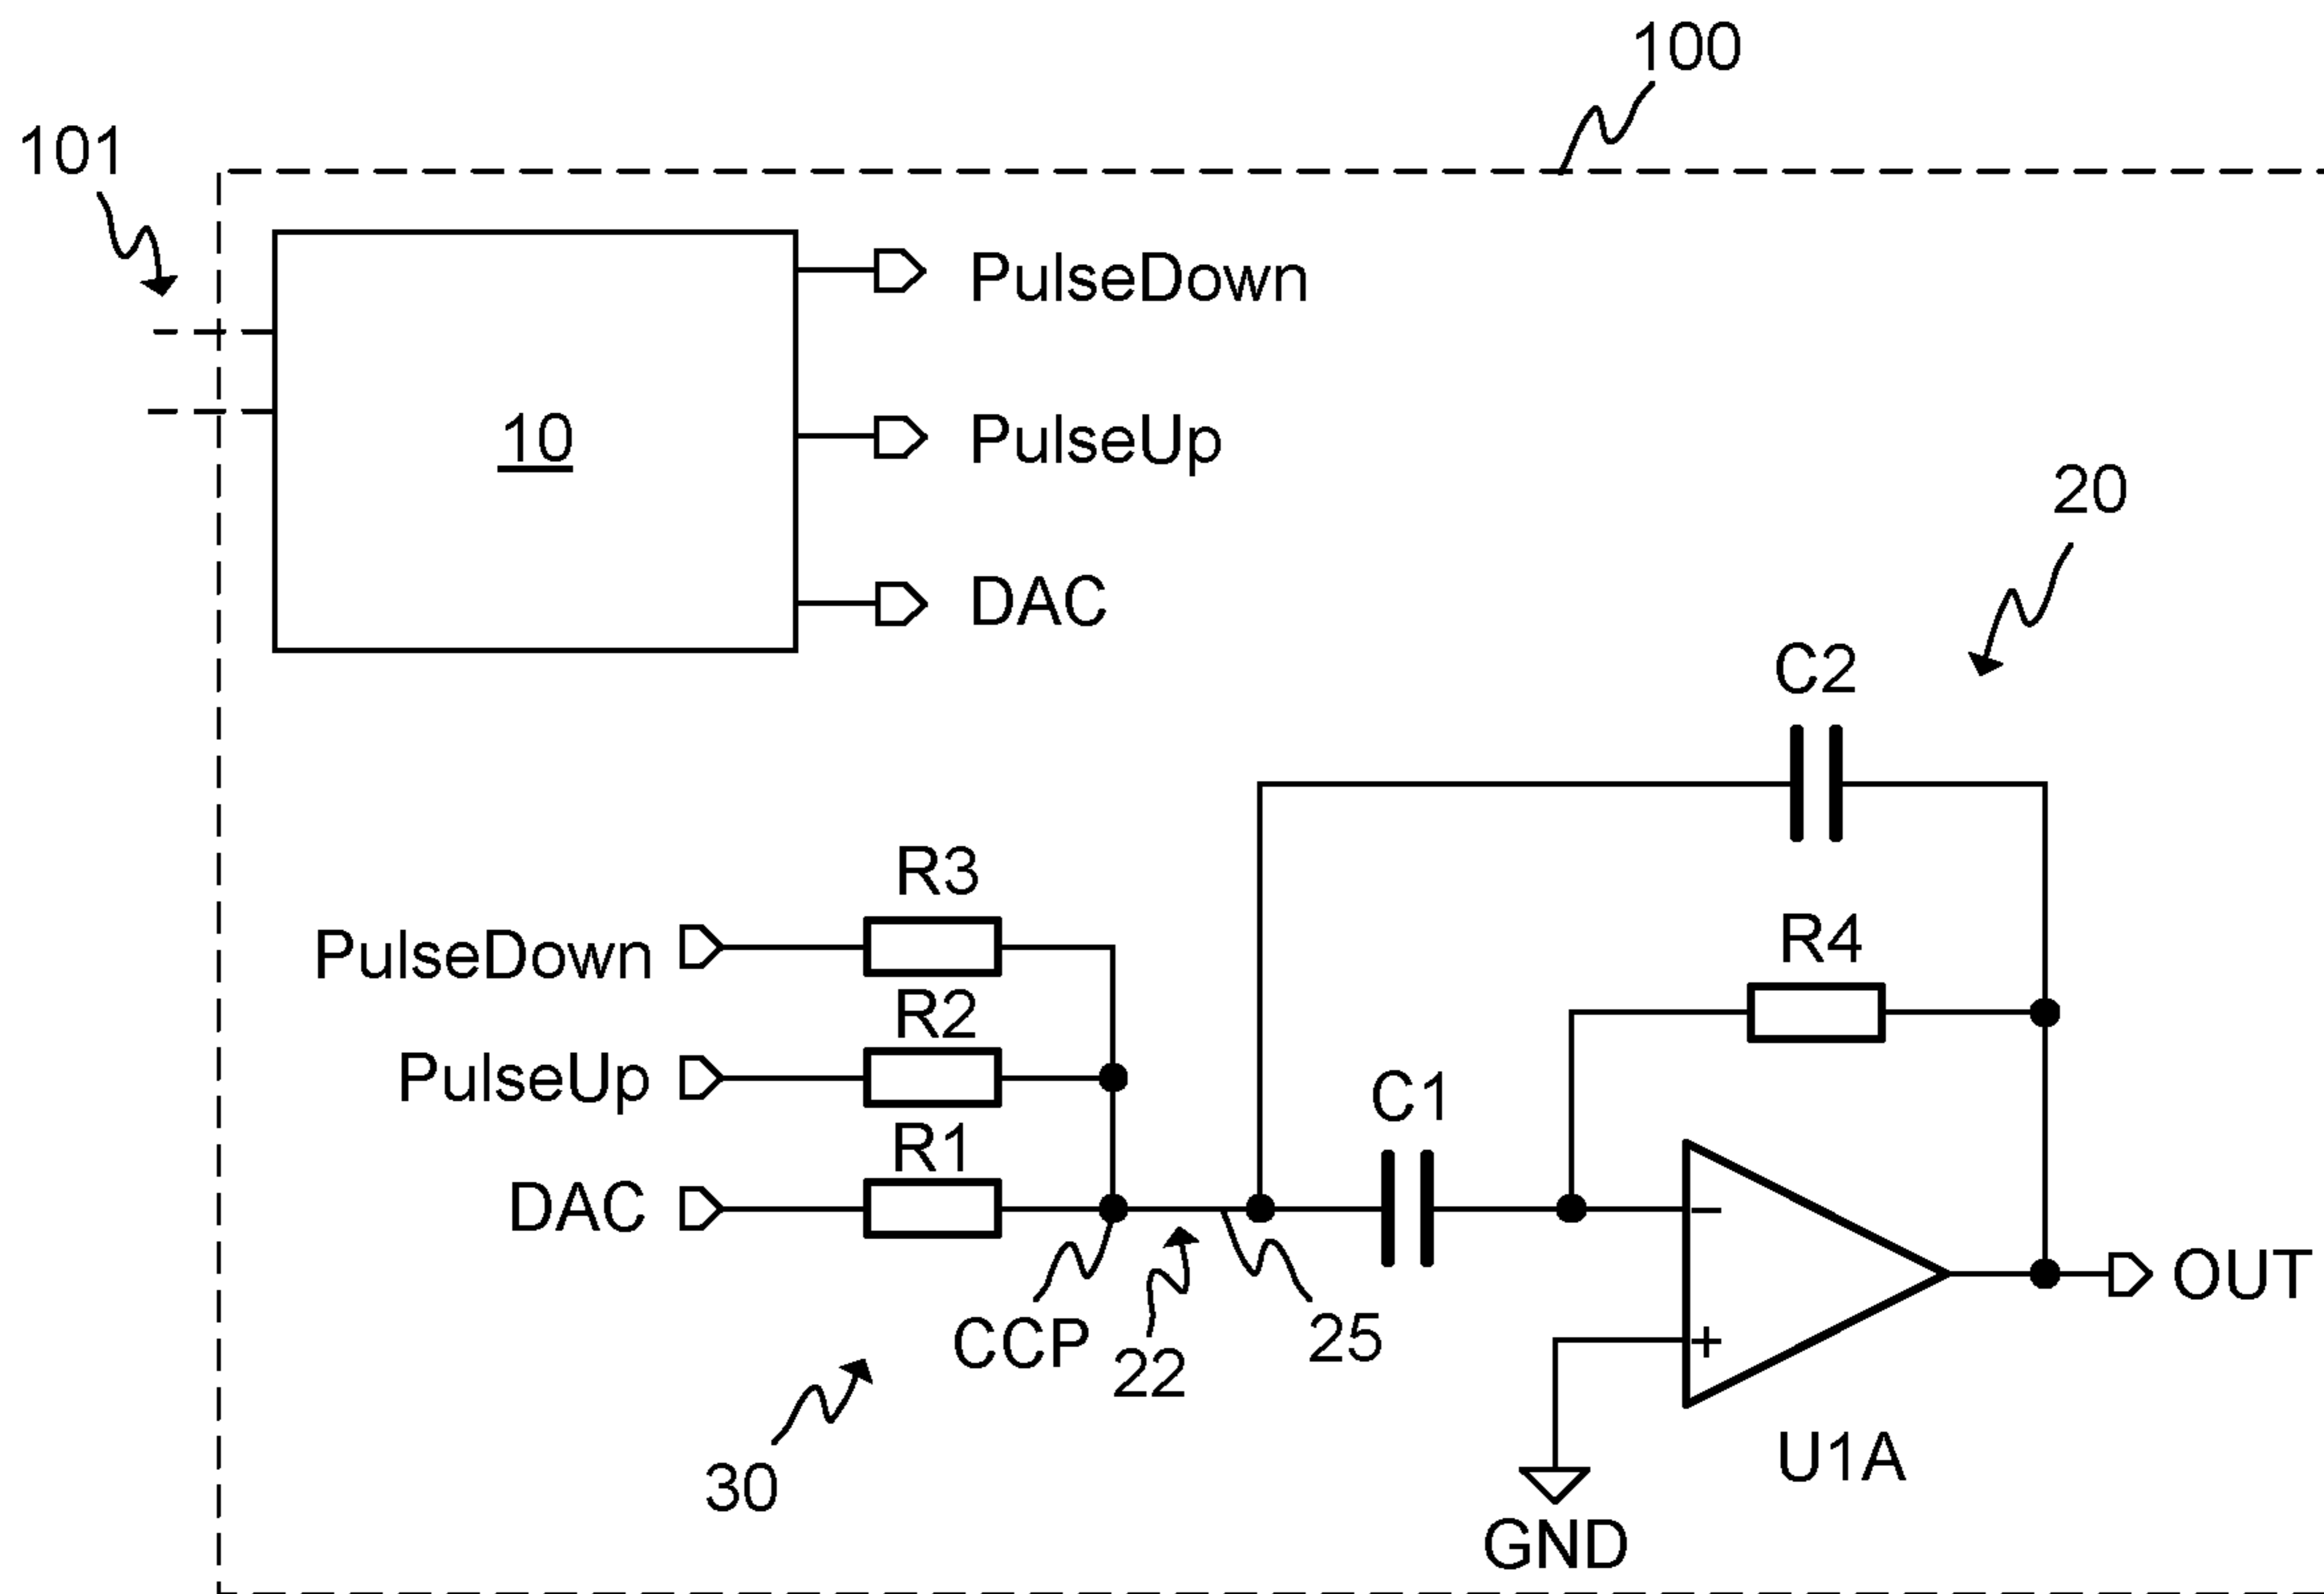 100
101
PulseDown
10
PulseUp
20
DAC
C2
R3
PulseDown
R4
R2
PulseUp
C1
R1
DAC
−
OUT
+
CCP
22
25
U1A
30
GND